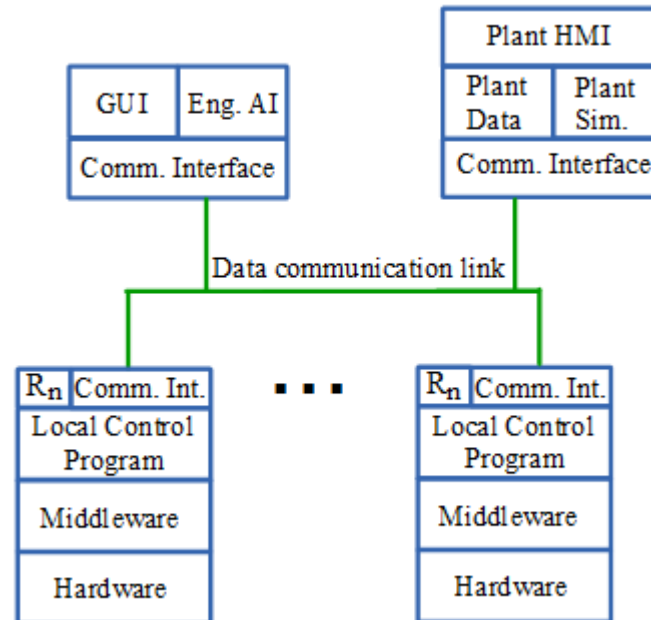 Plant HMI
GUI
Eng. AI
Plant
Data
Plant
Sim.
Comm. Interface
Comm. Interface
Data communication link
Rn
Comm. Int.
...
Rn
Comm. Int.
Local Control
Program
Local Control
Program
Middleware
Middleware
Hardware
Hardware